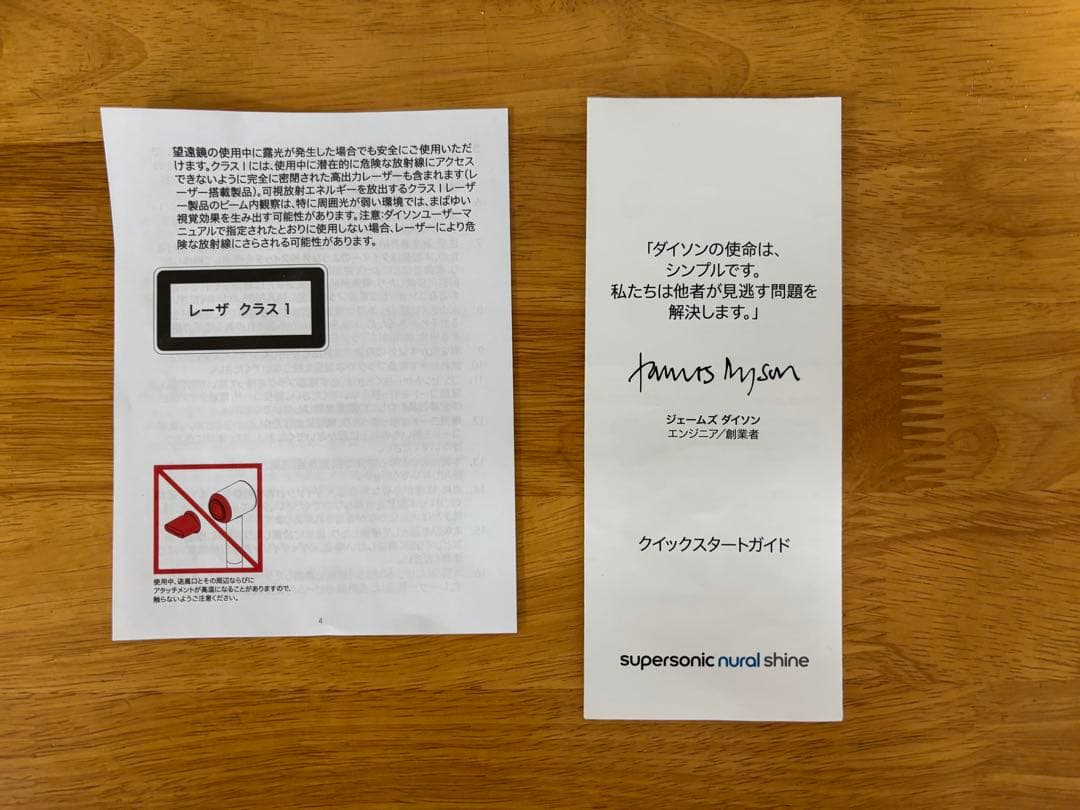 望遠鏡の使用中に露光が発生した場合でも安全にご使用いただ
けます。クラス1には、使用中に潜在的に危険な放射線にアクセス
できないように完全に密閉された高出力レーザーも含まれます(レ
ーザー搭載製品)。可視放射エネルギーを放出するクラス1レーザ
ー製品のビーム内観察は、特に周囲光が弱い環境では、まばゆい
視覚効果を生み出す可能性があります。注意:ダイソンユーザーマ
ニュアルで指定されたとおりに使用しない場合、レーザーにより危
険な放射線にさらされる可能性があります。
レーザ クラス 1
使用中、送風口とその周辺ならびに
アタッチメントが高温になることがありますので、
触らないようご注意ください。
4
「ダイソンの使命は、
シンプルです。
私たちは他者が見逃す問題を
解決します。」
James Dyson
ジェームズ ダイソン
エンジニア/創業者
クイックスタートガイド
supersonic nural shine